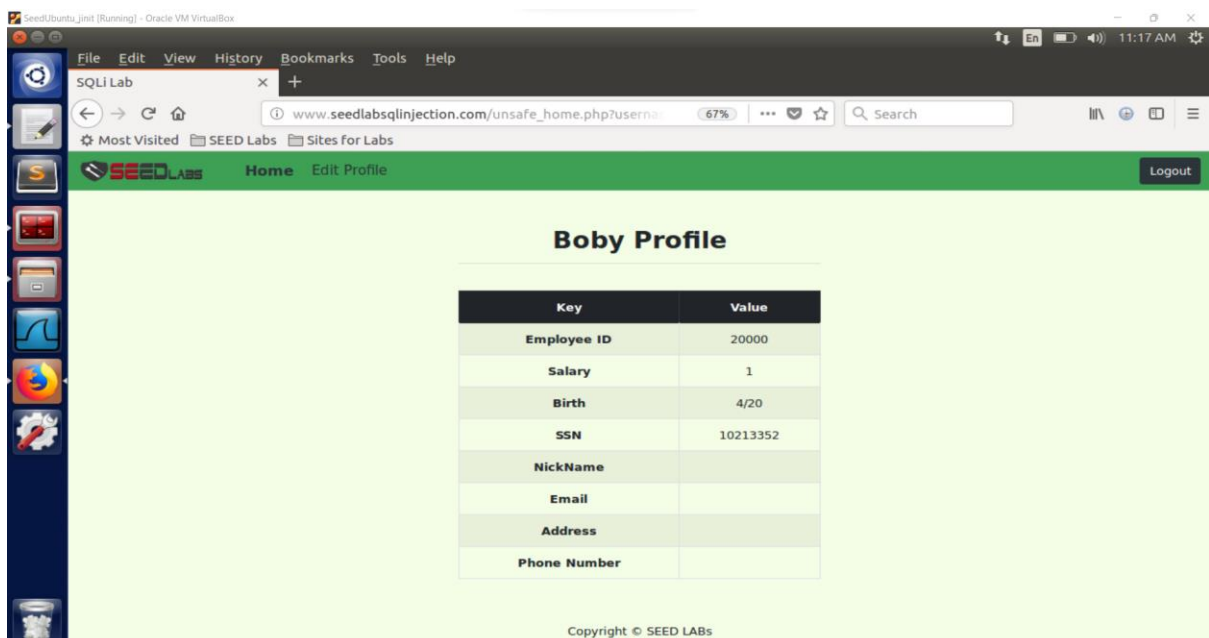 SeedUbuntu_jinit [Running] - Oracle VM VirtualBox
En 11:17 AM
File Edit View History Bookmarks Tools Help
SQLi Lab
www.seedlabsqlinjection.com/unsafe_home.php?userna 67% Search
Most Visited SEED Labs Sites for Labs
SEEDLABS Home Edit Profile Logout
Boby Profile
Key Value
Employee ID 20000
Salary 1
Birth 4/20
SSN 10213352
NickName
Email
Address
Phone Number
Copyright © SEED LABs